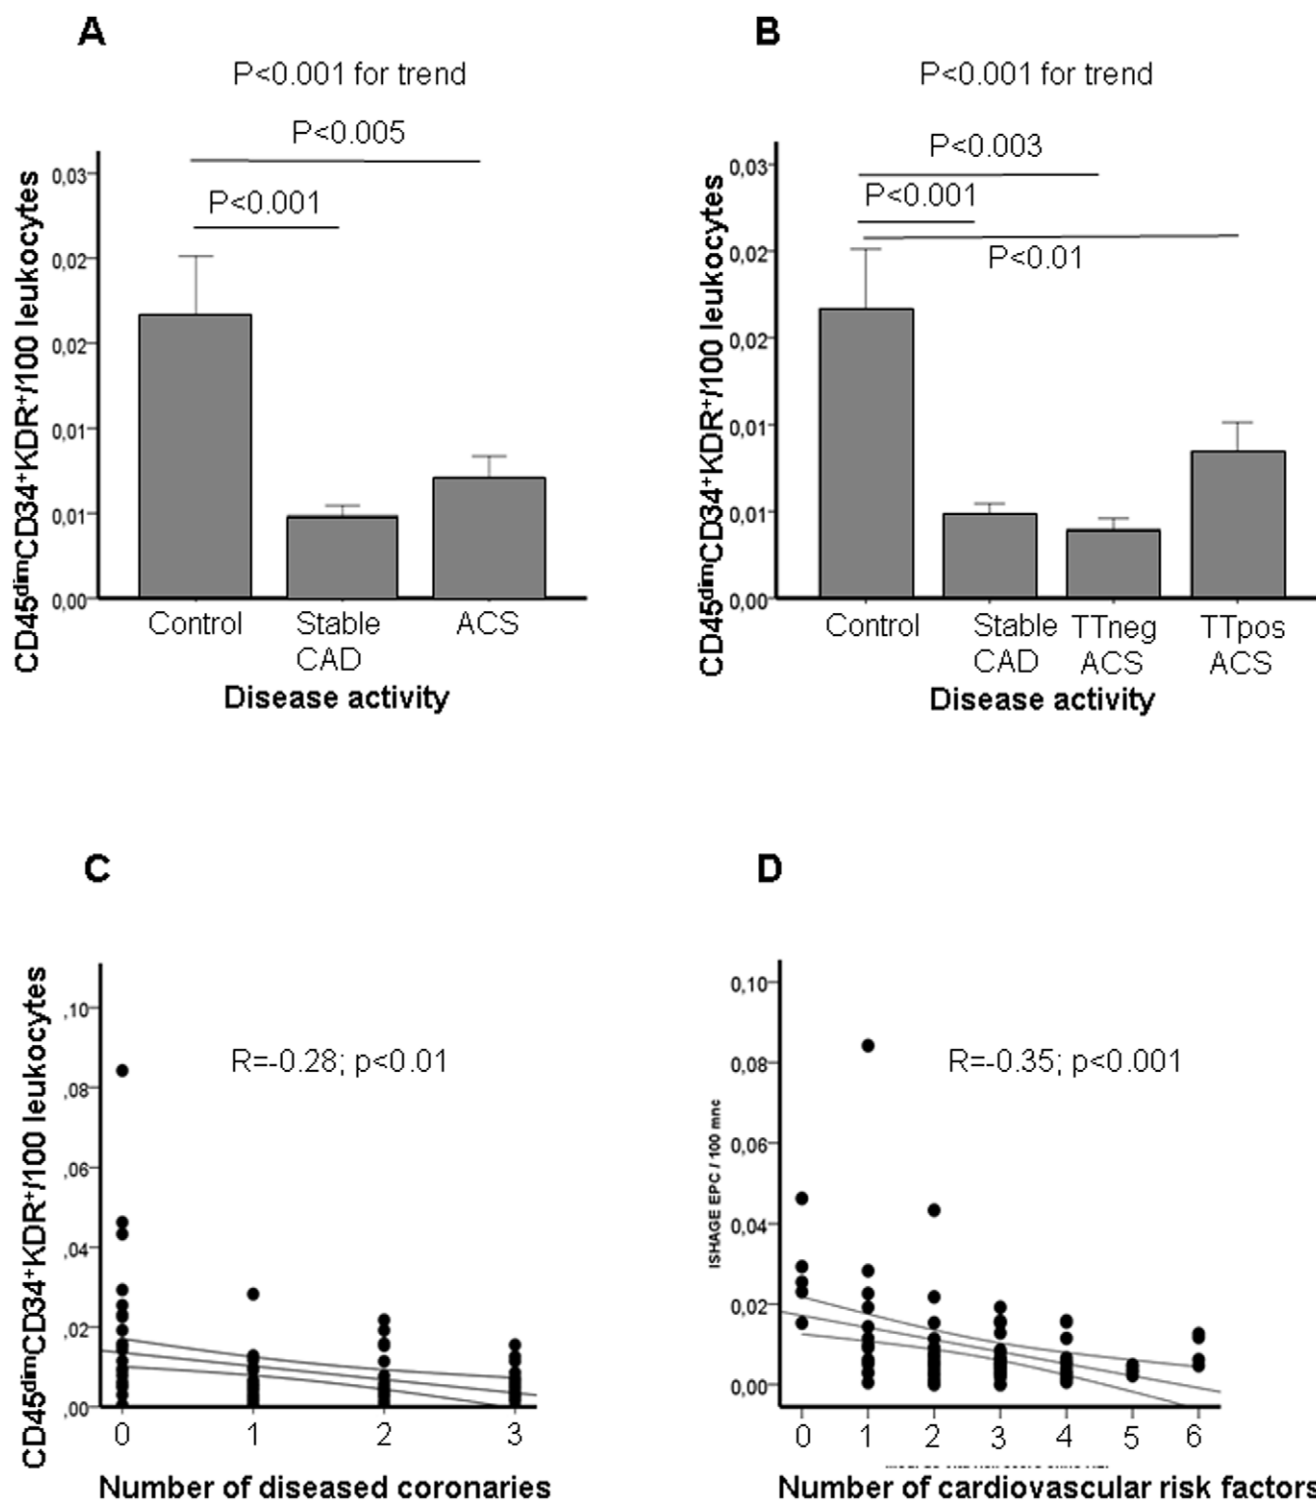 A
P<0.001 for trend
P<0.005
P<0.001
CD45dimCD34+KDR+/100 leukocytes
0,03
0,02
0,02
0,01
0,01
0,00
Control
Stable CAD
ACS
Disease activity
B
P<0.001 for trend
P<0.003
P<0.001
P<0.01
CD45dimCD34+KDR+/100 leukocytes
0,03
0,02
0,02
0,01
0,01
0,00
Control
Stable CAD
TTneg ACS
TTpos ACS
Disease activity
C
R=-0.28; p<0.01
CD45dimCD34+KDR+/100 leukocytes
,10
,08
,06
,04
,02
,00
0 1 2 3
Number of diseased coronaries
D
R=-0.35; p<0.001
ISHAGE EPC / 100 mnc
0,10
0,08
0,06
0,04
0,02
0,00
0 1 2 3 4 5 6
Number of cardiovascular risk factors